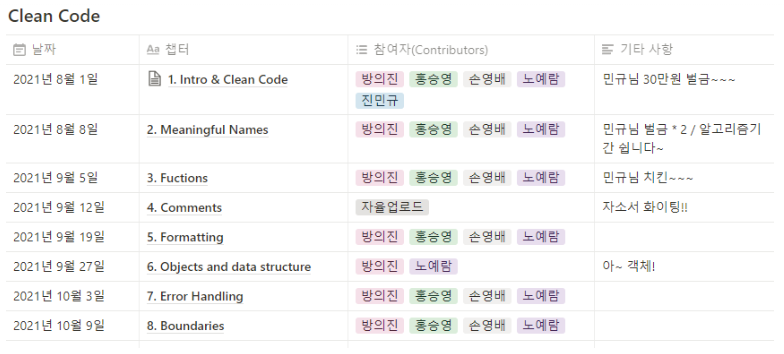 Clean Code
날짜 챕터 참여자(Contributors) 기타 사항
2021년 8월 1일 1. Intro & Clean Code 방의진 홍승영 손영배 노예람 민규님 30만원 벌금~~~
진민규
2021년 8월 8일 2. Meaningful Names 방의진 홍승영 손영배 노예람 민규님 벌금 * 2 / 알고리즘기
간 쉽니다~
2021년 9월 5일 3. Fuctions 방의진 홍승영 손영배 노예람 민규님 치킨~~~
2021년 9월 12일 4. Comments 자율업로드 자소서 화이팅!!
2021년 9월 19일 5. Formatting 방의진 홍승영 손영배 노예람
2021년 9월 27일 6. Objects and data structure 방의진 노예람 아~ 객체!
2021년 10월 3일 7. Error Handling 방의진 홍승영 손영배 노예람
2021년 10월 9일 8. Boundaries 방의진 홍승영 손영배 노예람